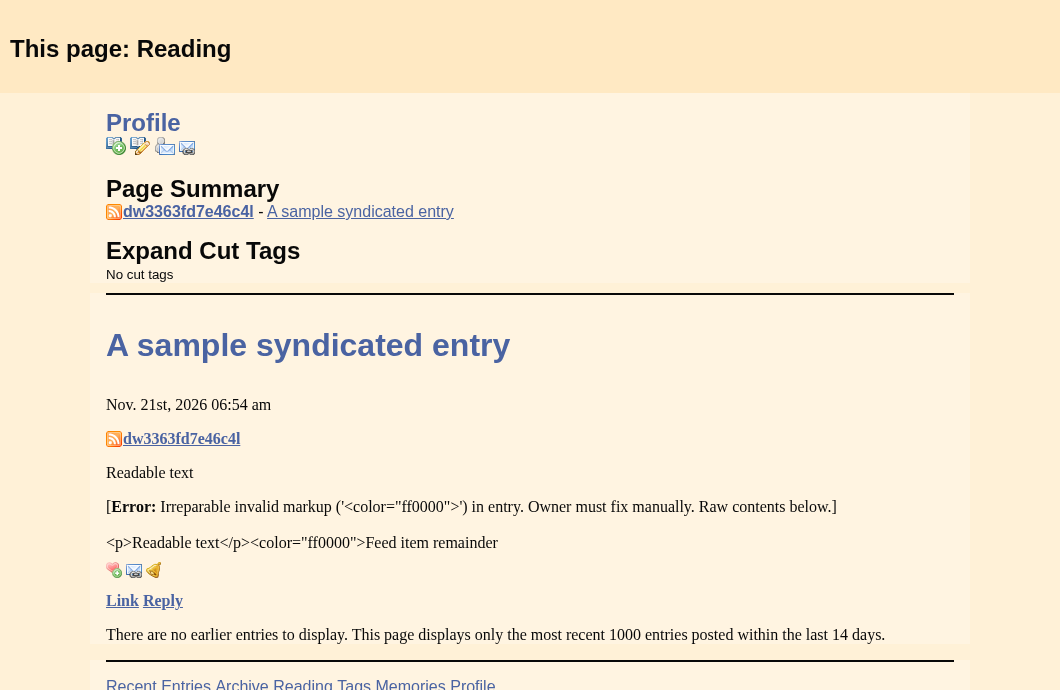 This page: Reading
Profile
Page Summary
dw3363fd7e46c4l - A sample syndicated entry
Expand Cut Tags
No cut tags
A sample syndicated entry
Nov. 21st, 2026 06:54 am
dw3363fd7e46c4l
Readable text
[Error: Irreparable invalid markup ('<color="ff0000">') in entry. Owner must fix manually. Raw contents below.]
<p>Readable text</p><color="ff0000">Feed item remainder
Link Reply
There are no earlier entries to display. This page displays only the most recent 1000 entries posted within the last 14 days.
Recent Entries Archive Reading Tags Memories Profile